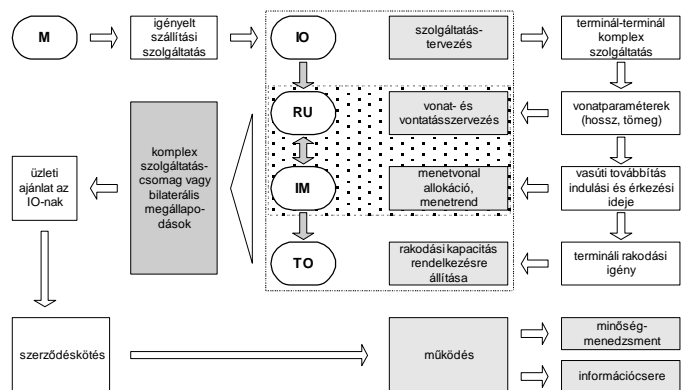 M
igényelt
szállítási
szolgáltatás
IO
szolgáltatás-
tervezés
terminál-terminál
komplex
szolgáltatás
RU
vonat- és
vontatásszervezés
vonatparaméterek
(hossz, tömeg)
komplex
szolgáltatás-
csomag vagy
bilaterális
megállapo-
dások
üzleti
ajánlat az
IO-nak
IM
menetvonal
allokáció,
menetrend
vasúti továbbítás
indulási és érkezési
ideje
TO
rakodási kapacitás
rendelkezésre
állítása
termináli rakodási
igény
szerződéskötés
működés
minőség-
menedzsment
információcsere